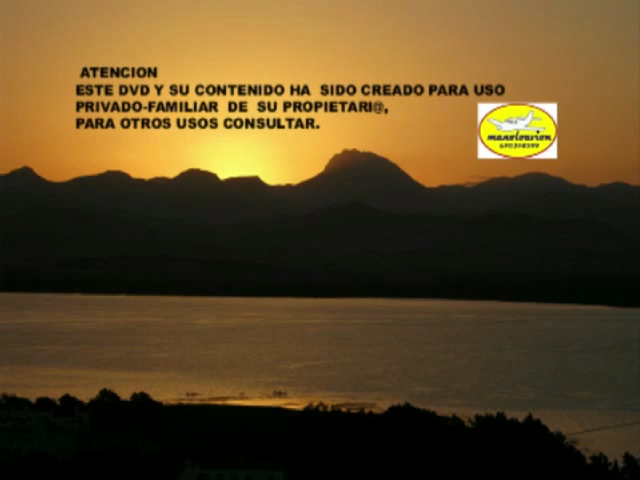 ATENCION
ESTE DVD Y SU CONTENIDO HA SIDO CREADO PARA USO
PRIVADO-FAMILIAR DE SU PROPIETARI@,
PARA OTROS USOS CONSULTAR.
manoloviron